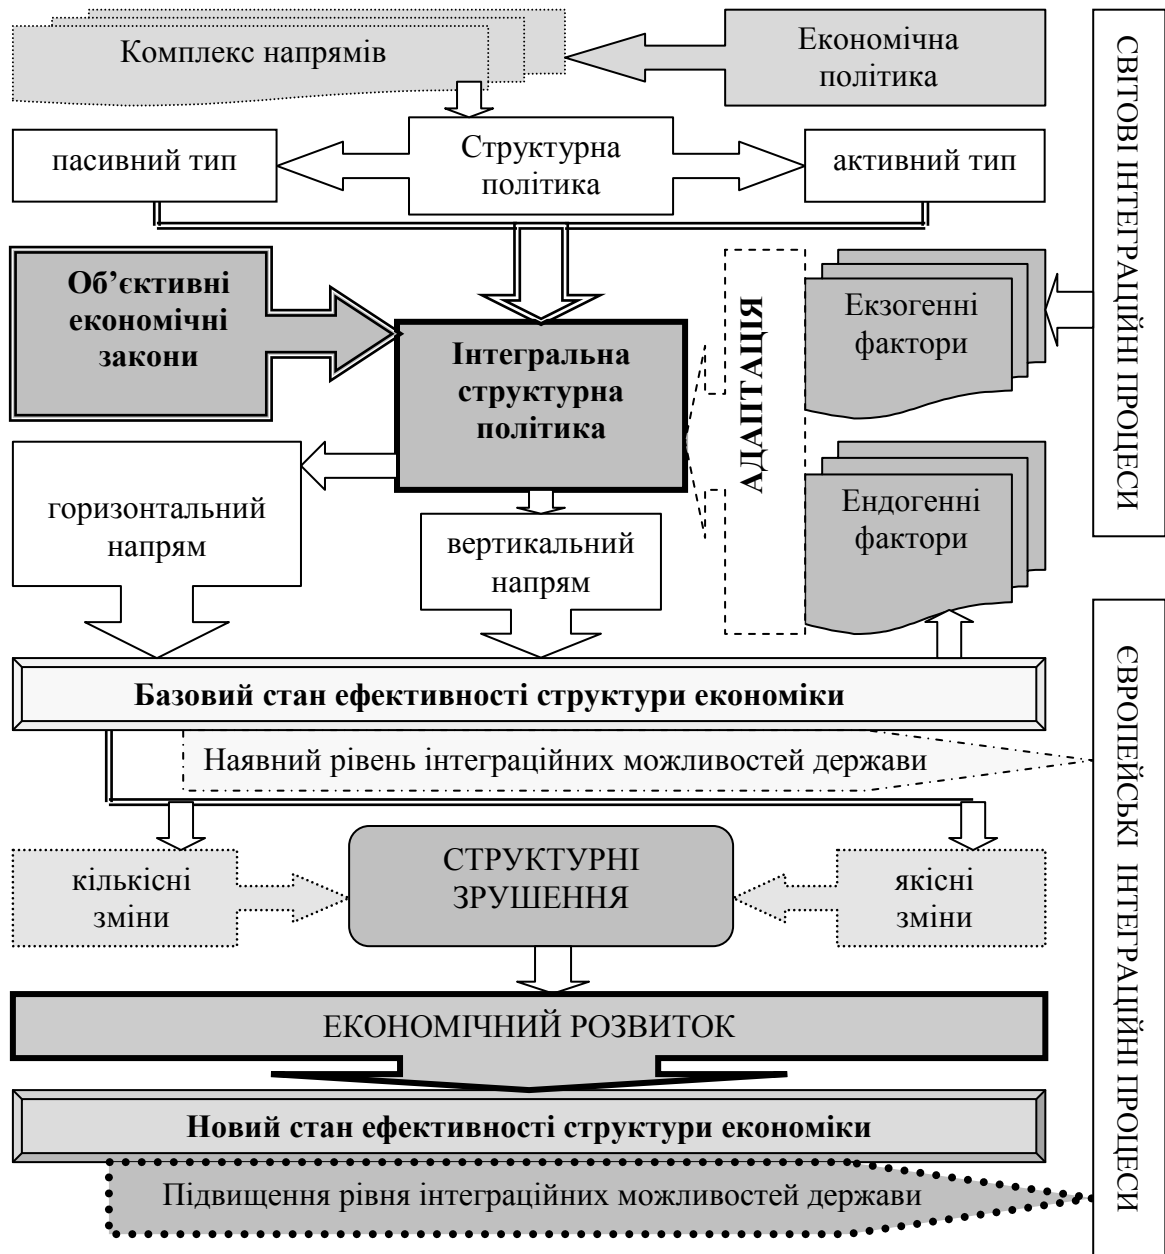 Комплекс напрямів
Економічна
політика
СВІТОВІ ІНТЕГРАЦІЙНІ ПРОЦЕСИ
пасивний тип
Структурна
політика
активний тип
Об’єктивні
економічні
закони
Інтегральна
структурна
політика
АДАПТАЦІЯ
Екзогенні
фактори
горизонтальний
напрям
вертикальний
напрям
Ендогенні
фактори
ЄВРОПЕЙСЬКІ ІНТЕГРАЦІЙНІ ПРОЦЕСИ
Базовий стан ефективності структури економіки
Наявний рівень інтеграційних можливостей держави
кількісні
зміни
СТРУКТУРНІ
ЗРУШЕННЯ
якісні
зміни
ЕКОНОМІЧНИЙ РОЗВИТОК
Новий стан ефективності структури економіки
Підвищення рівня інтеграційних можливостей держави